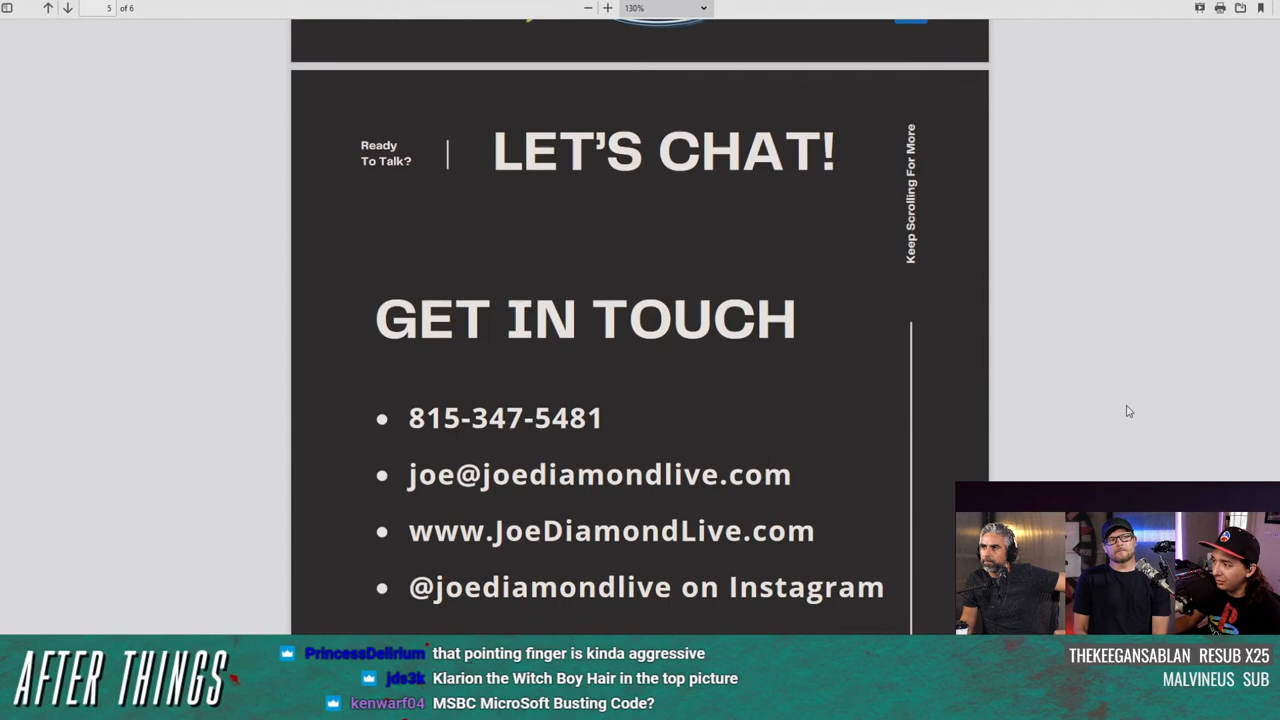 5 of 6
130%
Ready
To Talk?
LET'S CHAT!
Keep Scrolling For More
GET IN TOUCH
• 815-347-5481
• joe@joediamondlive.com
• www.JoeDiamondLive.com
• @joediamondlive on Instagram
AFTER THINGS
PrincessDelirium that pointing finger is kinda aggressive
jds3k Klarion the Witch Boy Hair in the top picture
kenwarf04 MSBC MicroSoft Busting Code?
THEKEEGANSABLAN RESUB X25
MALVINEUS SUB